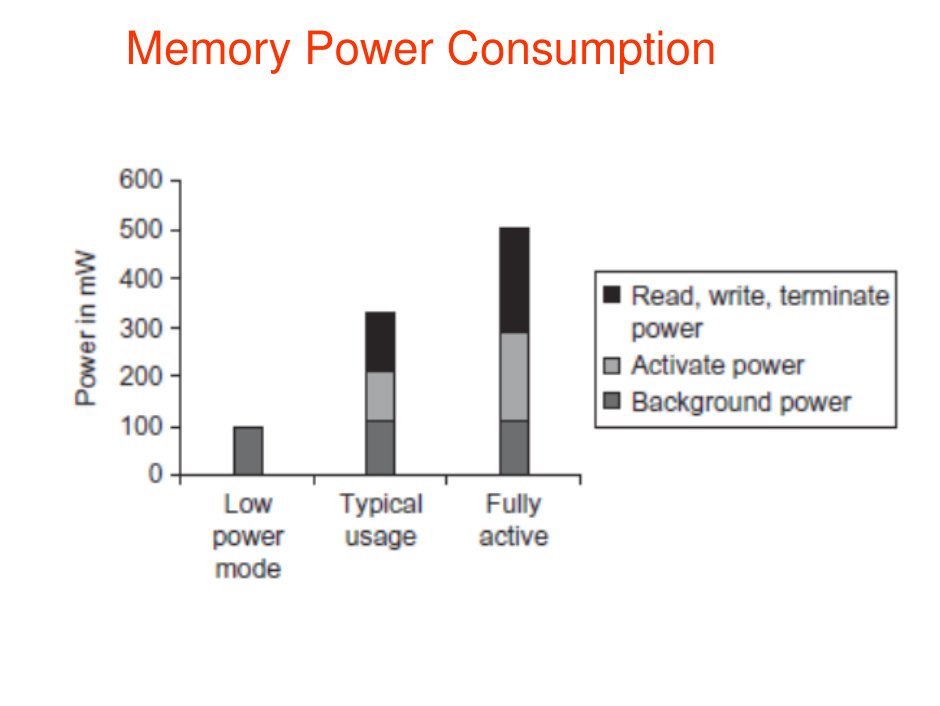 Memory Power Consumption
600
500
400
300
200
100
0
Power in mW
Low
power
mode
Typical
usage
Fully
active
Read, write, terminate
power
Activate power
Background power